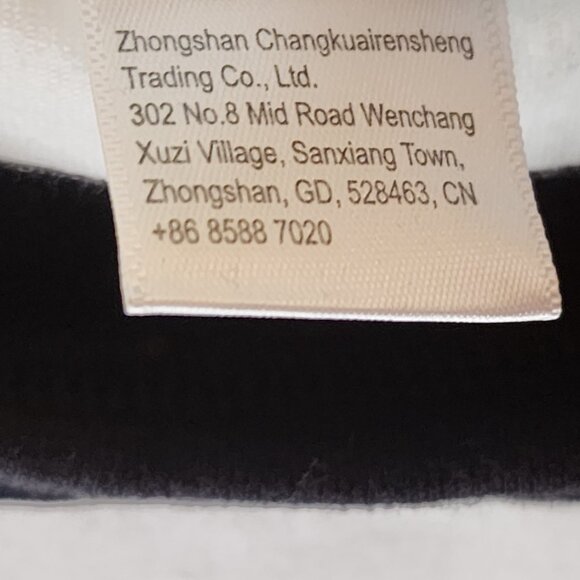 Zhongshan Changkuairensheng
Trading Co., Ltd.
302 No.8 Mid Road Wenchang
Xuzi Village, Sanxiang Town,
Zhongshan, GD, 528463, CN
+86 8588 7020